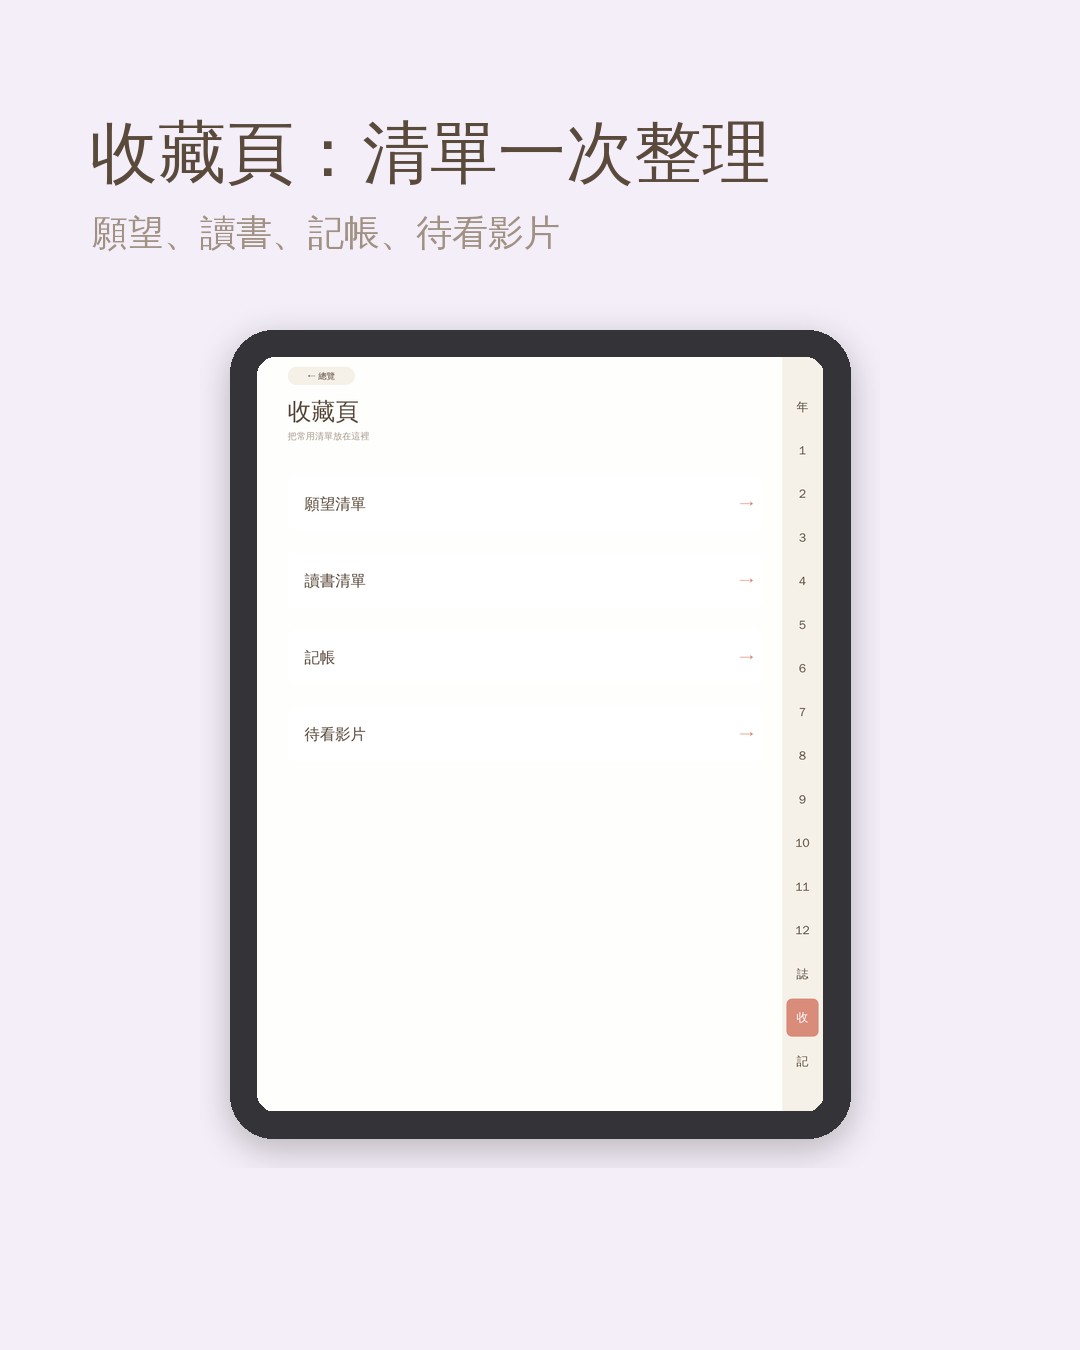 收藏頁：清單一次整理
願望、讀書、記帳、待看影片
← 總覽
收藏頁
把常用清單放在這裡
願望清單 →
讀書清單 →
記帳 →
待看影片 →
年
1
2
3
4
5
6
7
8
9
10
11
12
誌
收
記